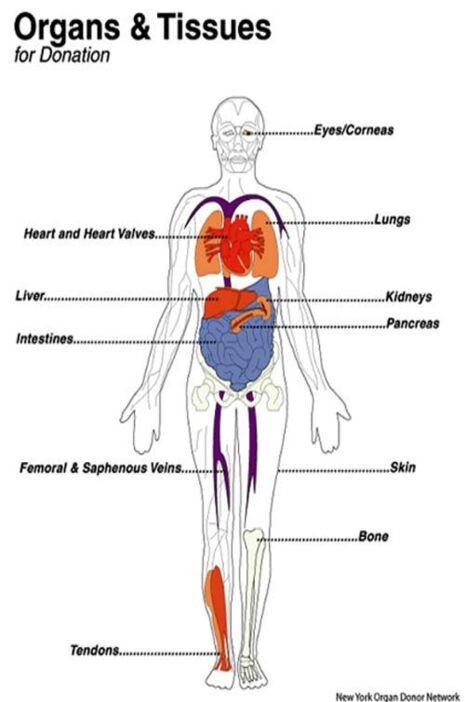 Organs & Tissues
for Donation
Eyes/Corneas
Lungs
Heart and Heart Valves
Liver
Kidneys
Pancreas
Intestines
Femoral & Saphenous Veins
Skin
Bone
Tendons
New York Organ Donor Network